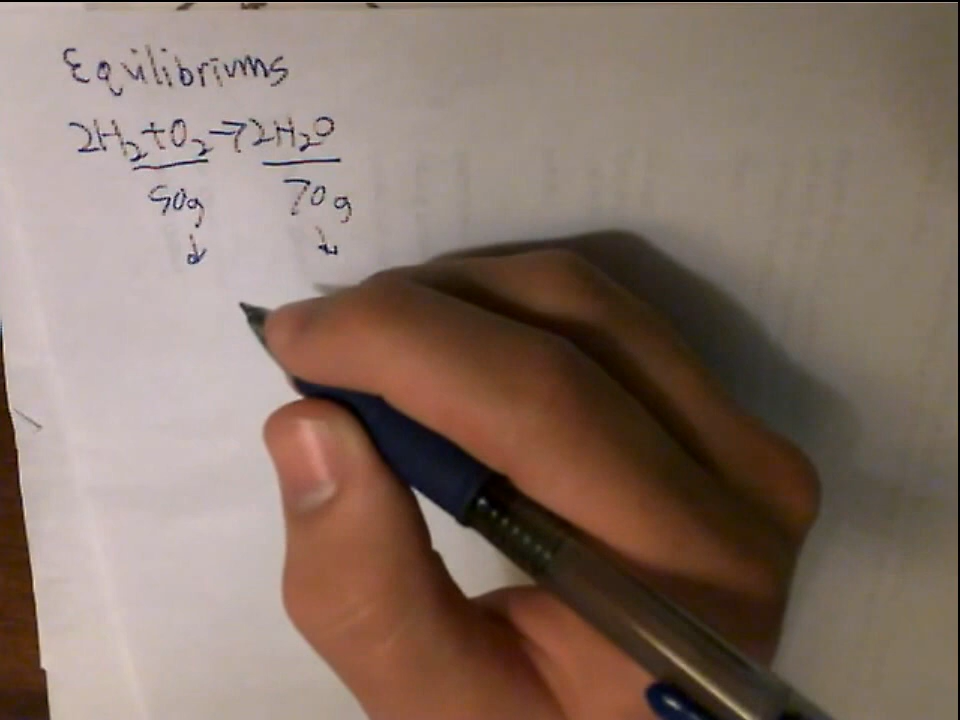 Equilibriums
2H₂+O₂→2H₂O
50g 70g
↓ ↓